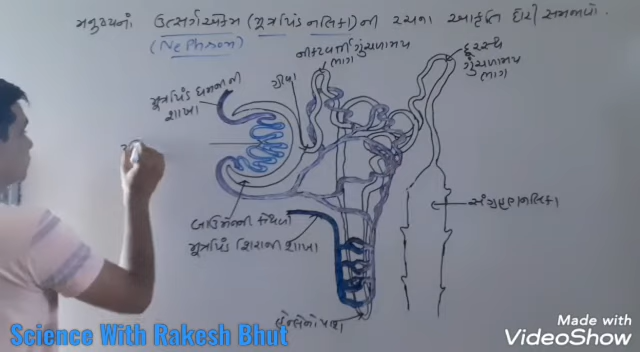 મનુષ્યનાં ઉત્સર્ગએકમ (મૂત્રપિંડ નલિકા)ની રચના આકૃતિ દોરી સમજાવો.
(Nephron)
નીકટવર્તી ગુંચળામય
ભાગ
દૂરસ્થ
ગુંચળામય
ભાગ
મૂત્રપિંડ ધમનીની
શાખા
ગ્રીવા
સંગ્રહણનલિકા
બાઉમેનની કોથળી
મૂત્રપિંડ શિરાની શાખા
હેન્લેનો પાશ
Science With Rakesh Bhut
Made with
VideoShow